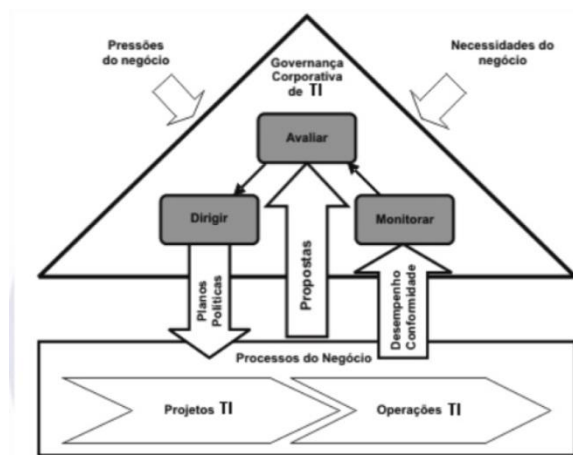 Pressões
do negócio
Necessidades do
negócio
Governança
Corporativa
de TI
Avaliar
Dirigir
Monitorar
Planos
Políticas
Propostas
Desempenho
Conformidade
Processos do Negócio
Projetos TI
Operações TI